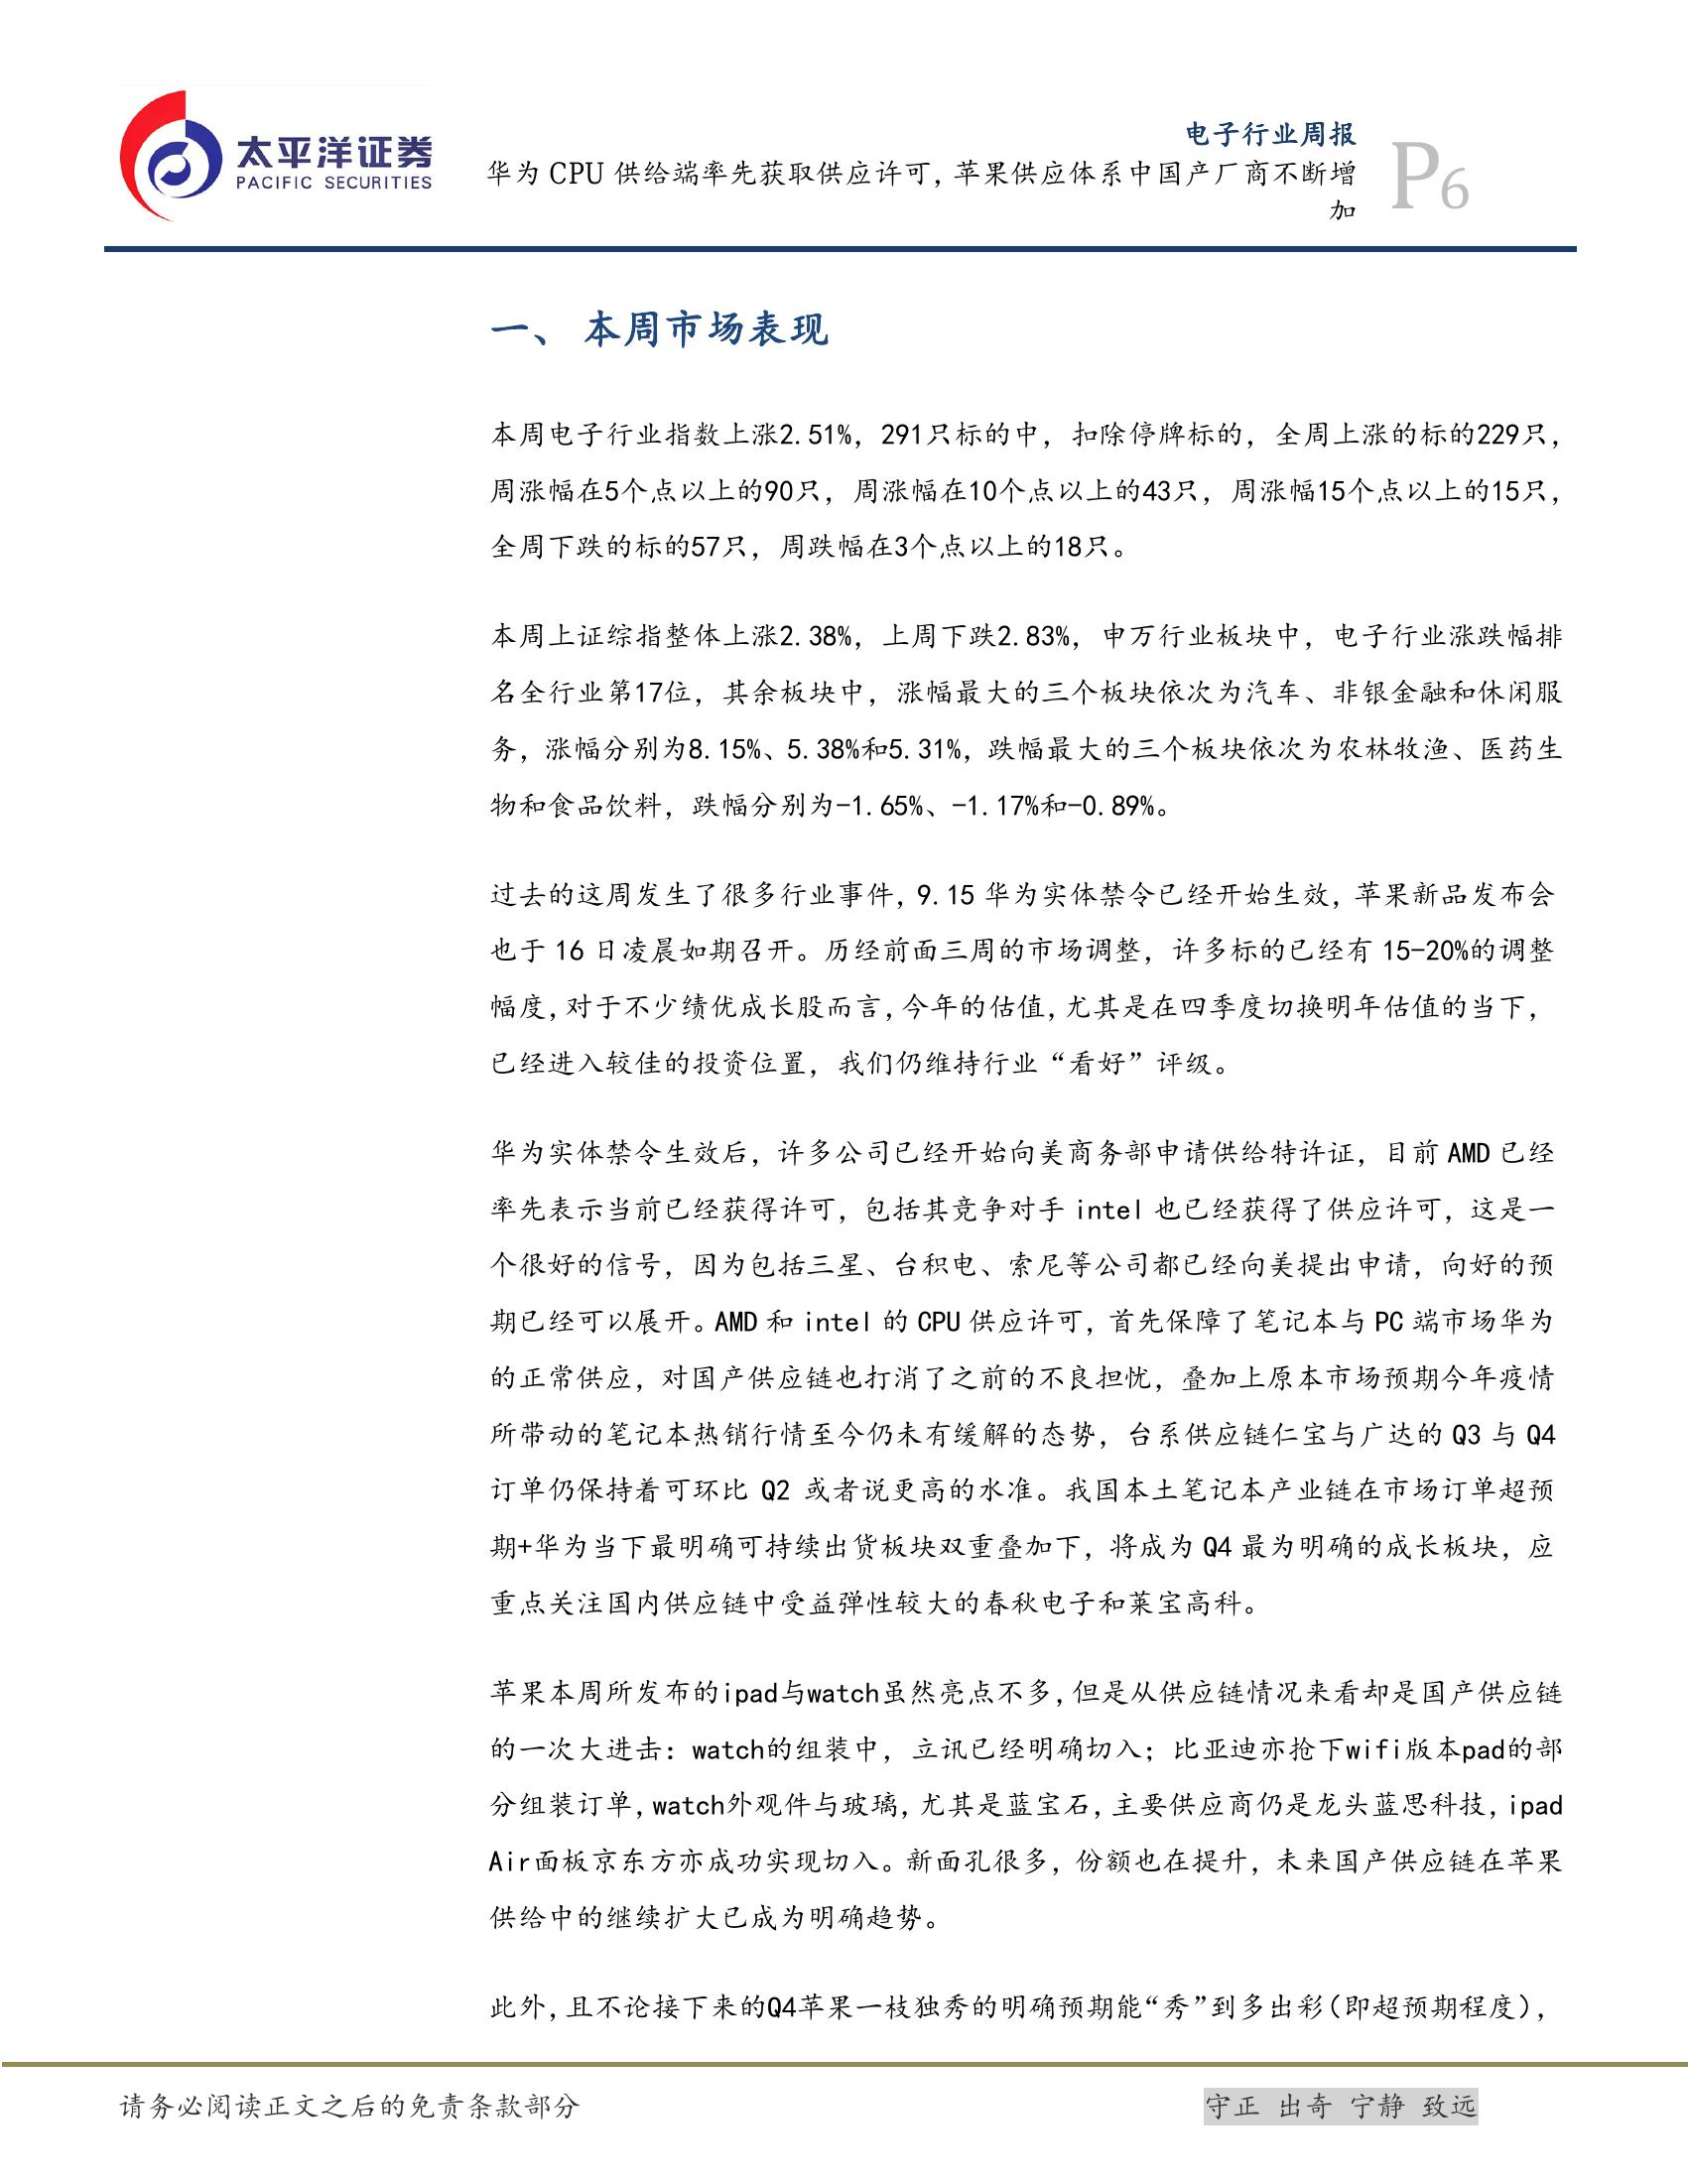 太平洋证券
PACIFIC SECURITIES
电子行业周报
华为 CPU 供给端率先获取供应许可，苹果供应体系中国产厂商不断增
加
P6
一、 本周市场表现
本周电子行业指数上涨2.51%，291只标的中，扣除停牌标的，全周上涨的标的229只，
周涨幅在5个点以上的90只，周涨幅在10个点以上的43只，周涨幅15个点以上的15只，
全周下跌的标的57只，周跌幅在3个点以上的18只。
本周上证综指整体上涨2.38%，上周下跌2.83%，申万行业板块中，电子行业涨跌幅排
名全行业第17位，其余板块中，涨幅最大的三个板块依次为汽车、非银金融和休闲服
务，涨幅分别为8.15%、5.38%和5.31%，跌幅最大的三个板块依次为农林牧渔、医药生
物和食品饮料，跌幅分别为-1.65%、-1.17%和-0.89%。
过去的这周发生了很多行业事件，9.15 华为实体禁令已经开始生效，苹果新品发布会
也于 16 日凌晨如期召开。历经前面三周的市场调整，许多标的已经有 15-20%的调整
幅度，对于不少绩优成长股而言，今年的估值，尤其是在四季度切换明年估值的当下，
已经进入较佳的投资位置，我们仍维持行业“看好”评级。
华为实体禁令生效后，许多公司已经开始向美商务部申请供给特许证，目前 AMD 已经
率先表示当前已经获得许可，包括其竞争对手 intel 也已经获得了供应许可，这是一
个很好的信号，因为包括三星、台积电、索尼等公司都已经向美提出申请，向好的预
期已经可以展开。AMD 和 intel 的 CPU 供应许可，首先保障了笔记本与 PC 端市场华为
的正常供应，对国产供应链也打消了之前的不良担忧，叠加上原本市场预期今年疫情
所带动的笔记本热销行情至今仍未有缓解的态势，台系供应链仁宝与广达的 Q3 与 Q4
订单仍保持着可环比 Q2 或者说更高的水准。我国本土笔记本产业链在市场订单超预
期+华为当下最明确可持续出货板块双重叠加下，将成为 Q4 最为明确的成长板块，应
重点关注国内供应链中受益弹性较大的春秋电子和莱宝高科。
苹果本周所发布的ipad与watch虽然亮点不多，但是从供应链情况来看却是国产供应链
的一次大进击：watch的组装中，立讯已经明确切入；比亚迪亦抢下wifi版本pad的部
分组装订单，watch外观件与玻璃，尤其是蓝宝石，主要供应商仍是龙头蓝思科技，ipad
Air面板京东方亦成功实现切入。新面孔很多，份额也在提升，未来国产供应链在苹果
供给中的继续扩大已成为明确趋势。
此外，且不论接下来的Q4苹果一枝独秀的明确预期能“秀”到多出彩（即超预期程度），
请务必阅读正文之后的免责条款部分
守正 出奇 宁静 致远